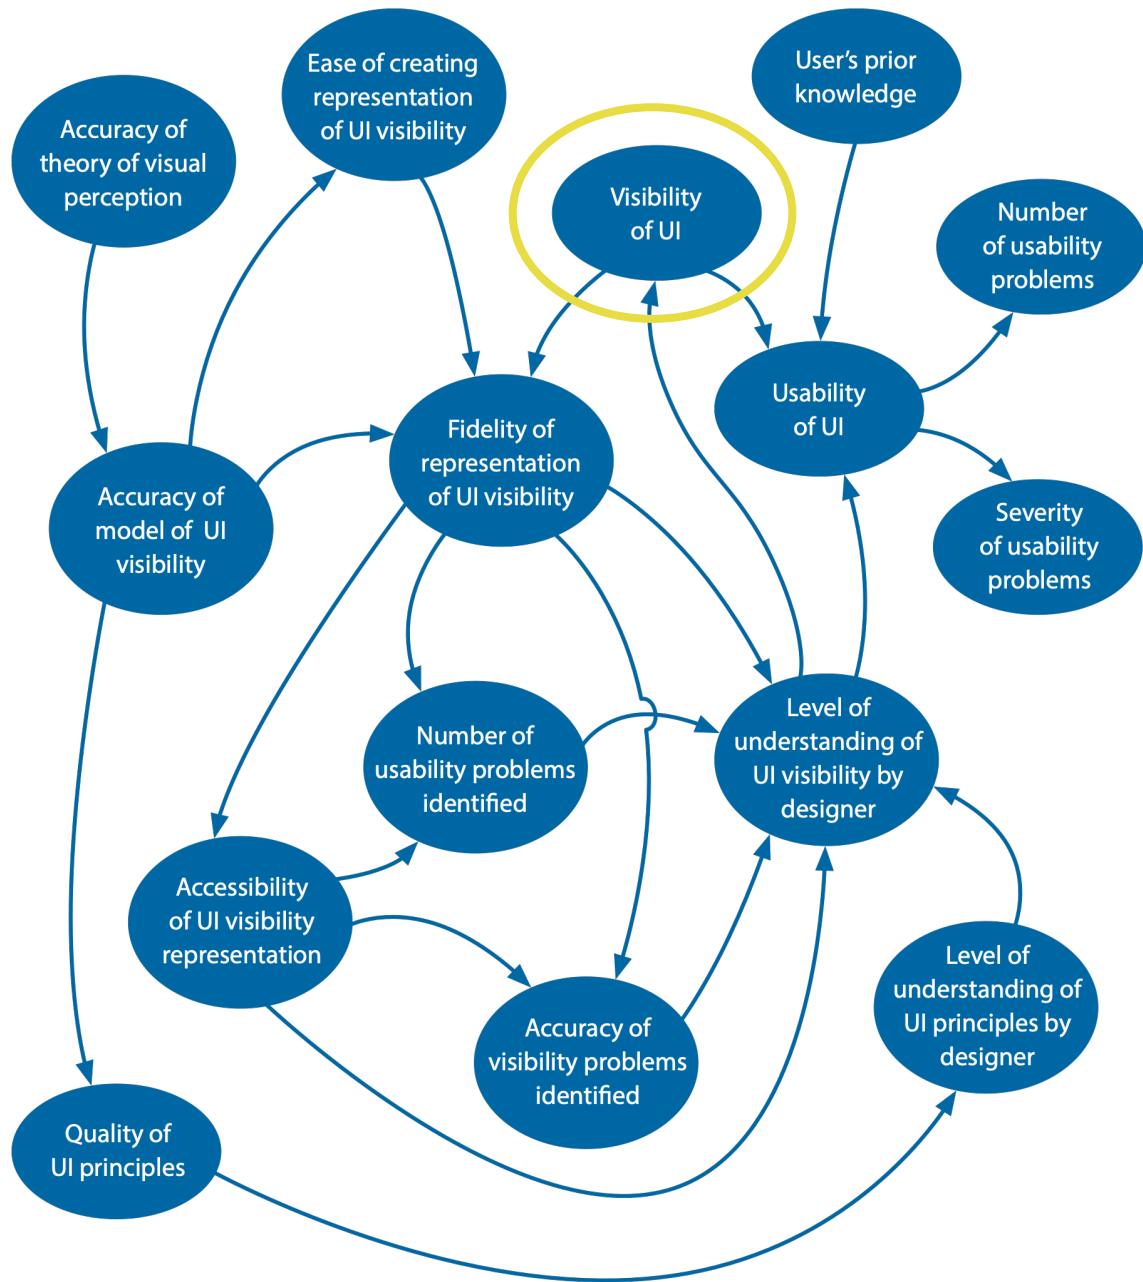 Ease of creating
representation
of UI visibility
User's prior
knowledge
Accuracy of
theory of visual
perception
Visibility
of UI
Number
of usability
problems
Usability
of UI
Fidelity of
representation
of UI visibility
Accuracy of
model of UI
visibility
Severity
of usability
problems
Level of
understanding of
UI visibility by
designer
Number of
usability problems
identified
Accessibility
of UI visibility
representation
Level of
understanding of
UI principles by
designer
Accuracy of
visibility problems
identified
Quality of
UI principles